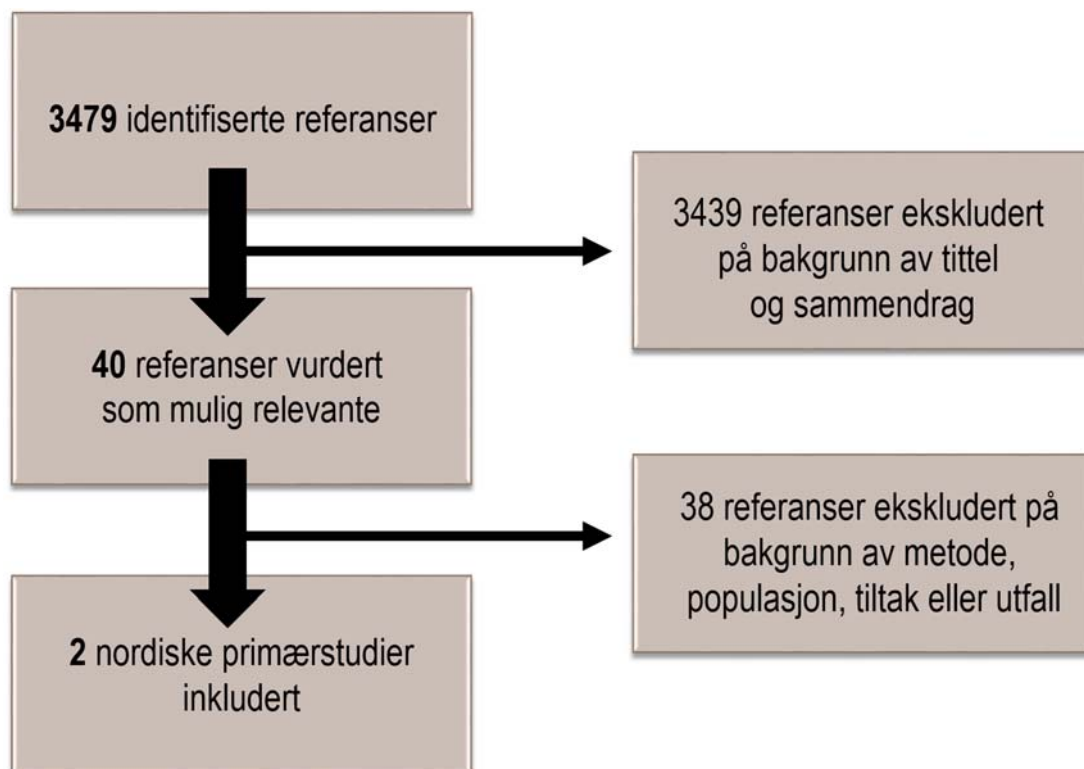 3479 identifiserte referanser
3439 referanser ekskludert
på bakgrunn av tittel
og sammendrag
40 referanser vurdert
som mulig relevante
38 referanser ekskludert på
bakgrunn av metode,
populasjon, tiltak eller utfall
2 nordiske primærstudier
inkludert